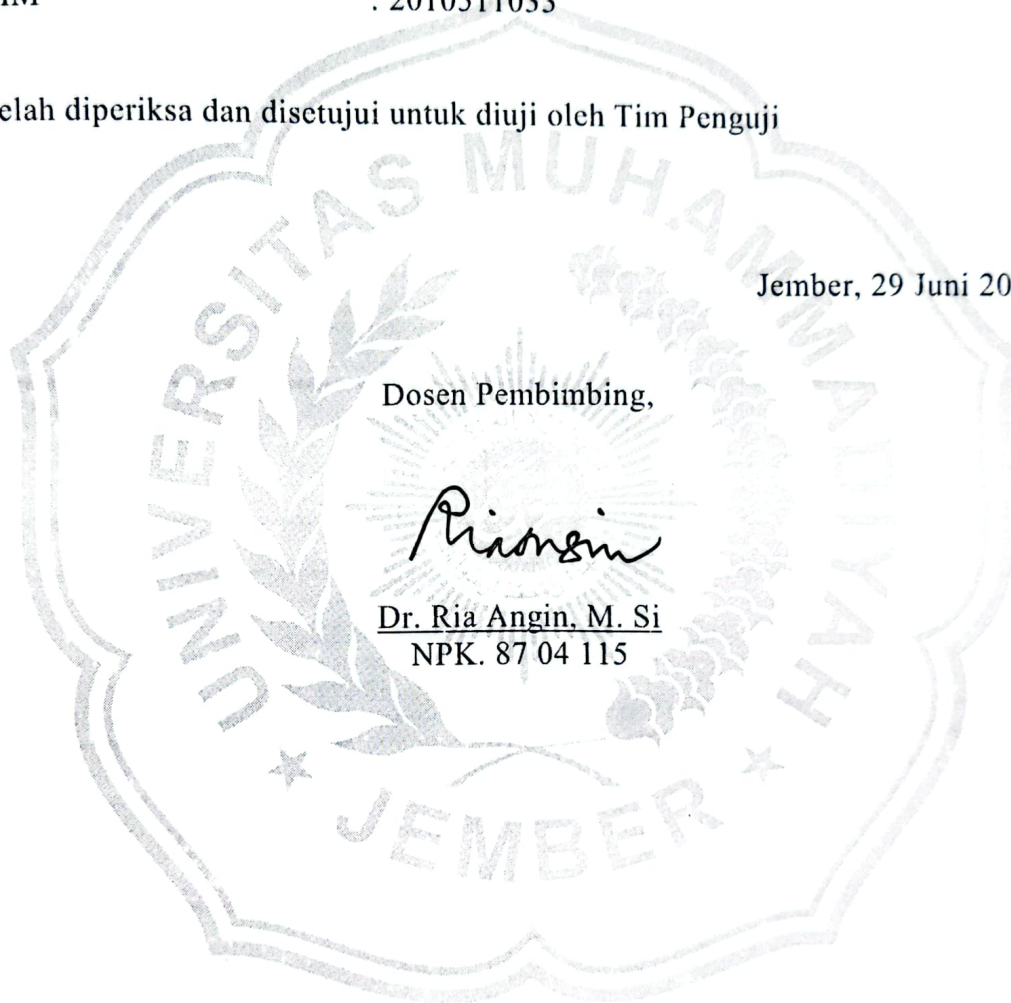 : 2010511033
elah diperiksa dan disetujui untuk diuji oleh Tim Penguji
UNIVERSITAS MUHAMMADIYAH
Jember, 29 Juni 20
Dosen Pembimbing,
Riaangin
Dr. Ria Angin, M. Si
NPK. 87 04 115
JEMBER